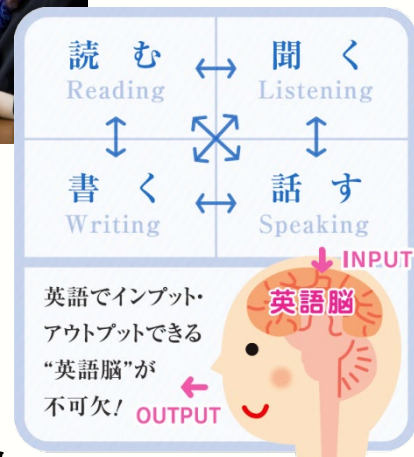 読む ↔ 聞く
Reading Listening
書く ↔ 話す
Writing Speaking
INPUT
英語脳
英語でインプット・
アウトプットできる
“英語脳”が
不可欠!
OUTPUT